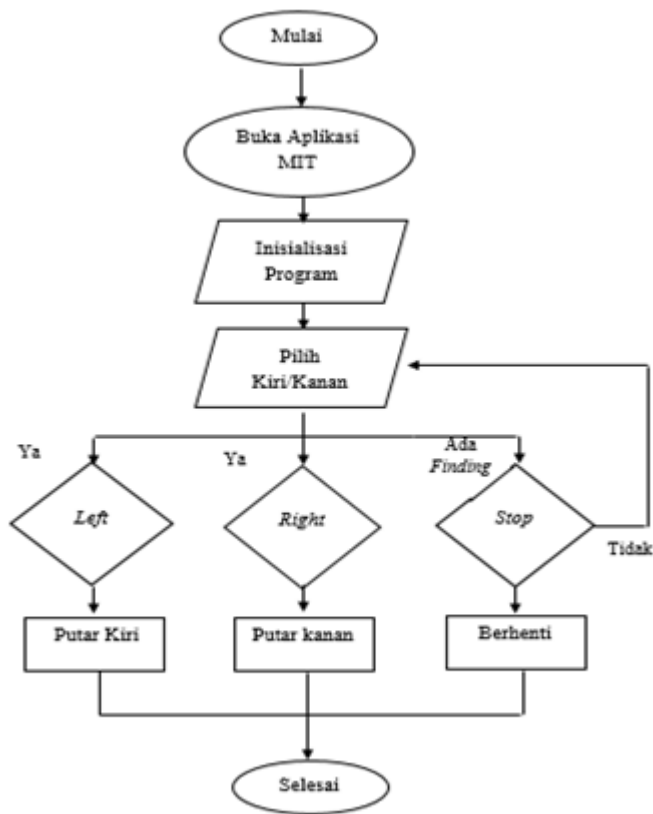 Mulai
Buka Aplikasi
MIT
Inisialisasi
Program
Pilih
Kiri/Kanan
Ya
Ya
Ada
Finding
Left
Right
Stop
Tidak
Putar Kiri
Putar kanan
Berhenti
Selesai